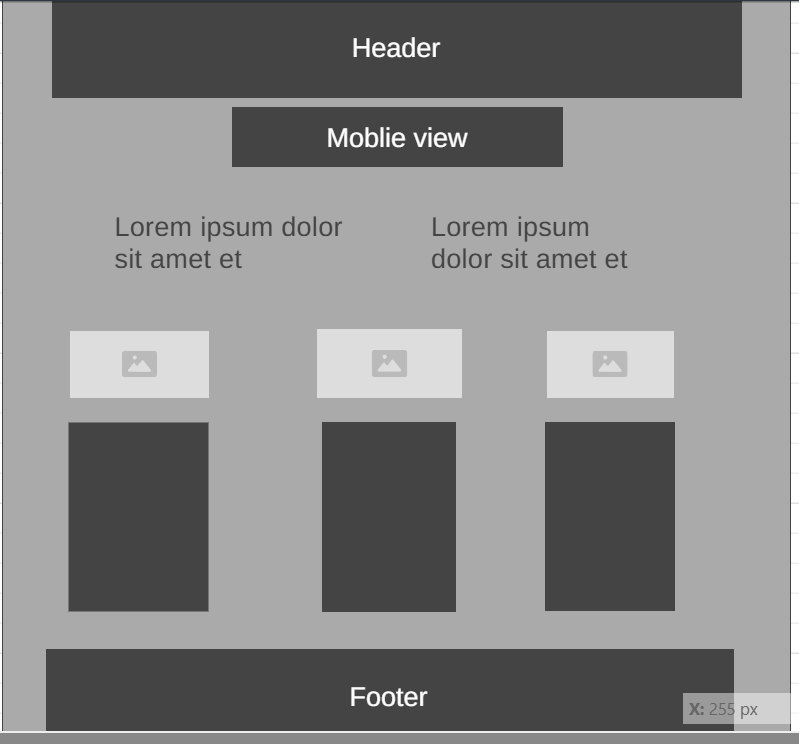 Header
Moblie view
Lorem ipsum dolor
sit amet et
Lorem ipsum
dolor sit amet et
Footer
X: 255 px